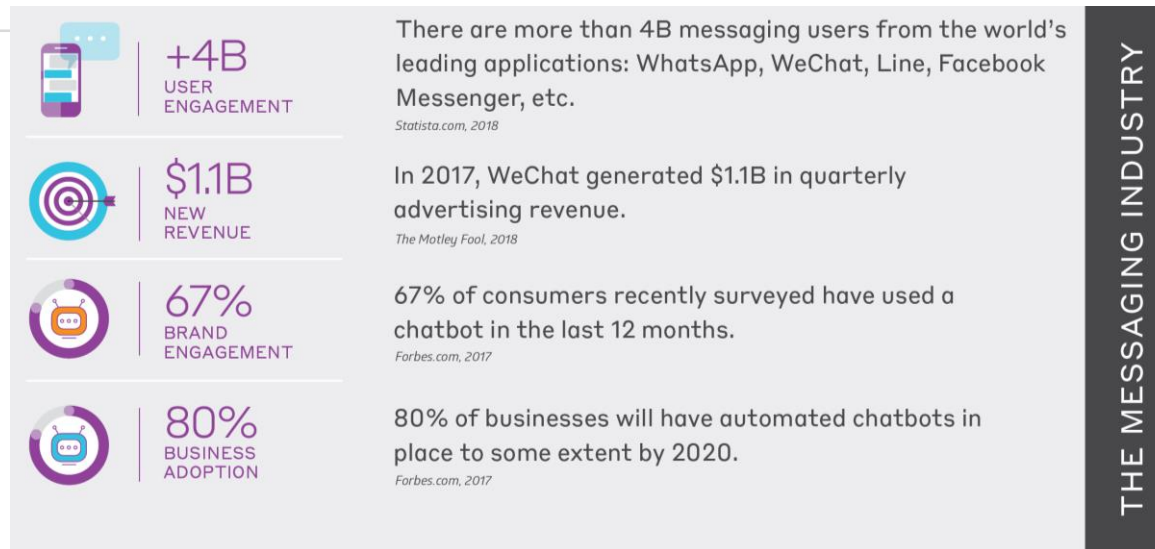 +4B
USER
ENGAGEMENT
There are more than 4B messaging users from the world's
leading applications: WhatsApp, WeChat, Line, Facebook
Messenger, etc.
Statista.com, 2018
$1.1B
NEW
REVENUE
In 2017, WeChat generated $1.1B in quarterly
advertising revenue.
The Motley Fool, 2018
67%
BRAND
ENGAGEMENT
67% of consumers recently surveyed have used a
chatbot in the last 12 months.
Forbes.com, 2017
80%
BUSINESS
ADOPTION
80% of businesses will have automated chatbots in
place to some extent by 2020.
Forbes.com, 2017
THE MESSAGING INDUSTRY